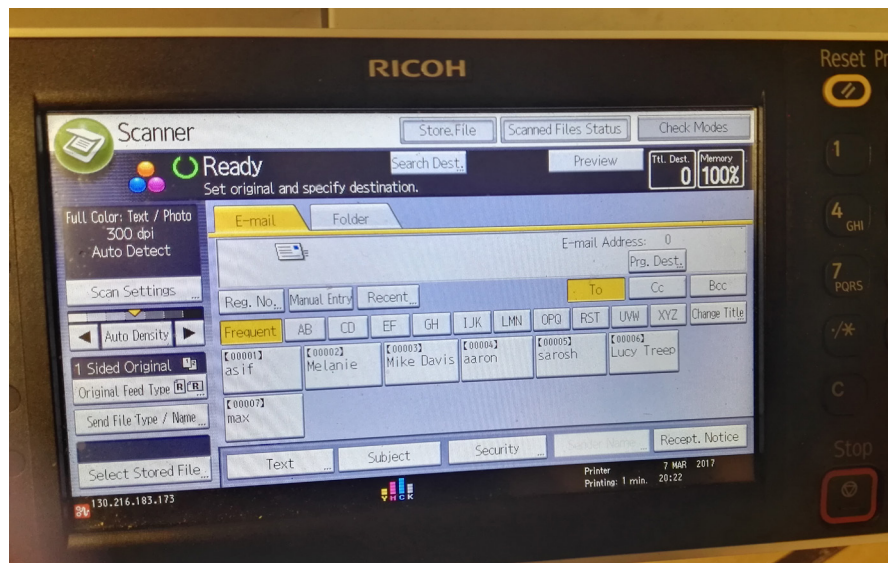 RICOH
Reset Pr
Scanner
Store File
Scanned Files Status
Check Modes
Ready
Search Dest.
Preview
Ttl. Dest.
0
Memory
100%
Set original and specify destination.
1
Full Color: Text / Photo
300 dpi
Auto Detect
E-mail
Folder
4 GHI
E-mail Address: 0
Prg. Dest.
Scan Settings
Reg. No.
Manual Entry
Recent
To
Cc
Bcc
7 PQRS
Auto Density
Frequent
AB
CD
EF
GH
IJK
LMN
OPQ
RST
UVW
XYZ
Change Title
·/*
1 Sided Original
Original Feed Type
R
R
[00001]
asif
[00002]
Melanie
[00003]
Mike Davis
[00004]
aaron
[00005]
sarosh
[00006]
Lucy Treep
C
Send File Type / Name
[00007]
max
Select Stored File
Text
Subject
Security
Sender Name
Recept. Notice
Stop
130.216.183.173
Y M C K
Printer
Printing: 1 min.
7 MAR 2017
20:22